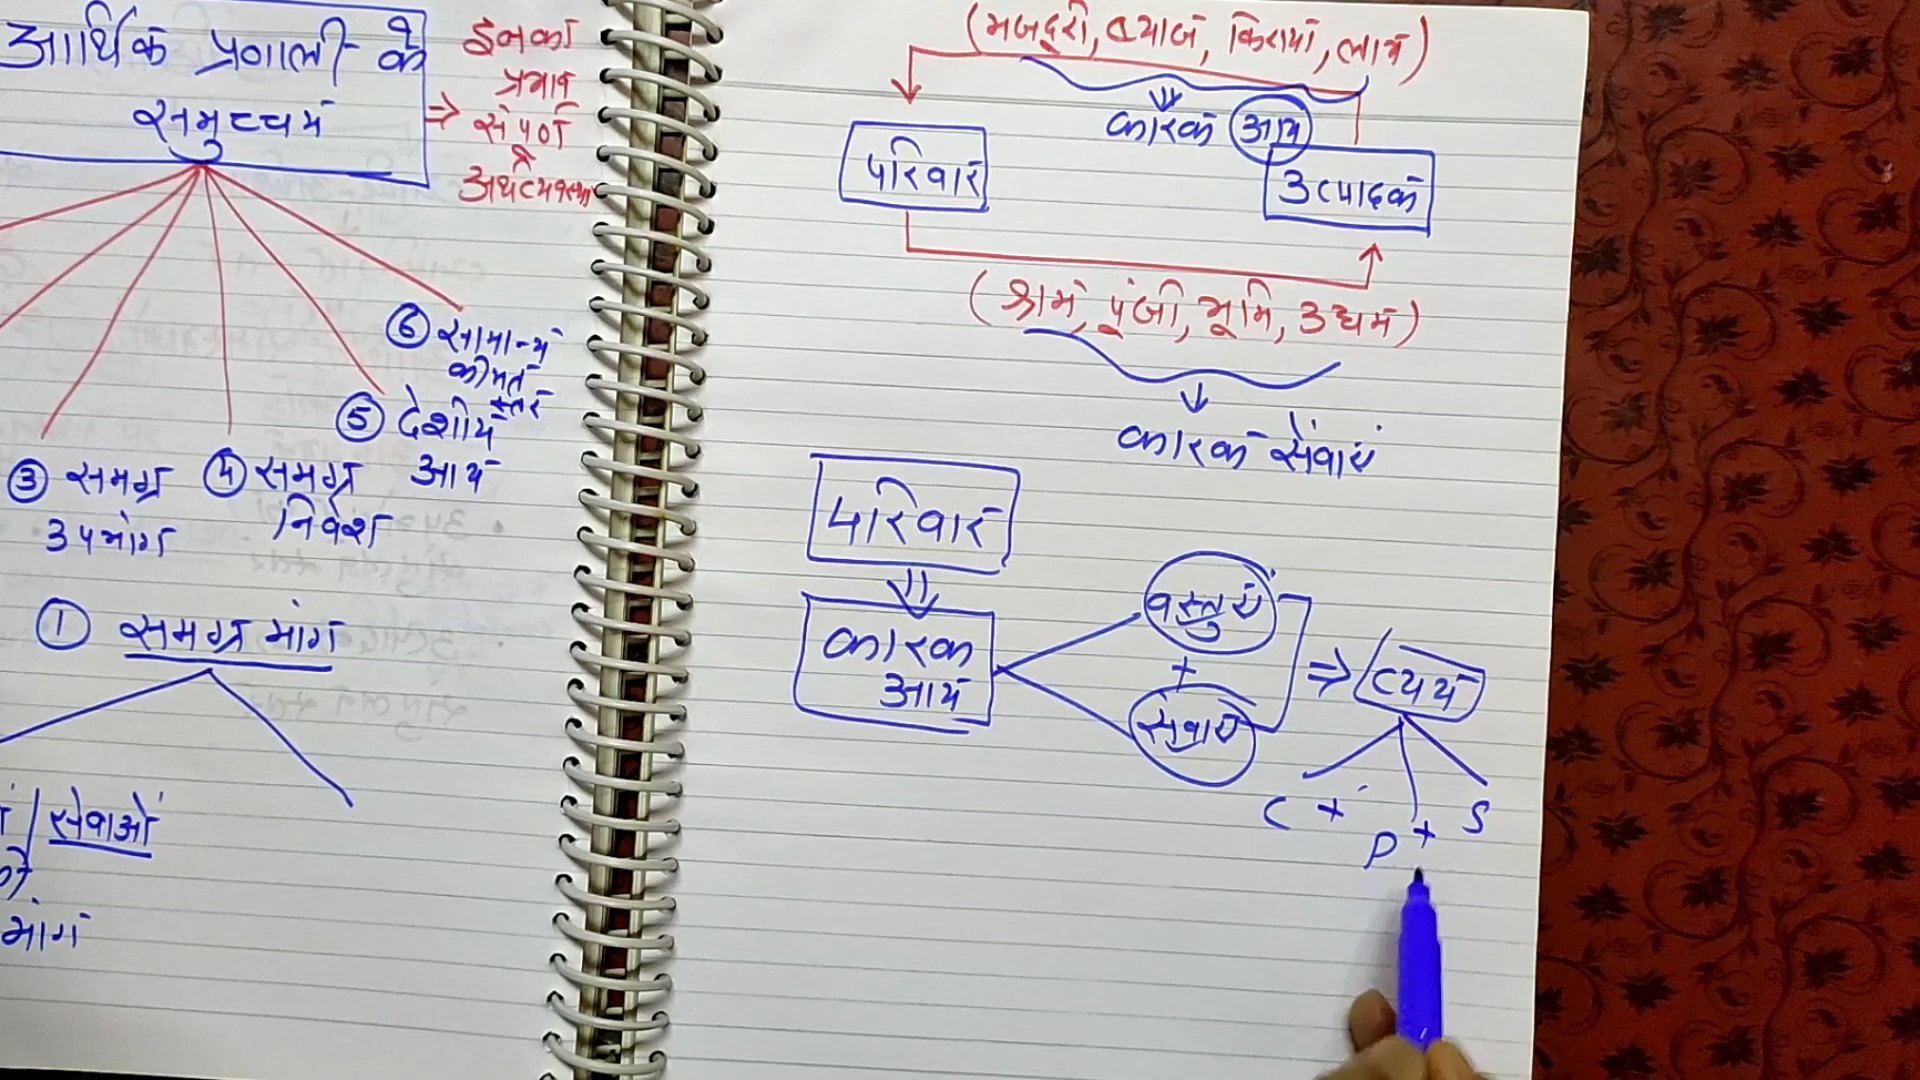 आर्थिक प्रणाली के
समुच्चय
⇒ इनका
प्रभाव
संपूर्ण
अर्थव्यवस्था
⑥ सामान्य
कीमत
स्तर
⑤ देशीय
आय
③ समग्र
उपभोग
④ समग्र
निवेश
① समग्र मांग
सेवाओं
मांग
(मजदूरी, ब्याज, किराया, लाभ)
कारक आय
परिवार
उत्पादक
(श्रम, पूंजी, भूमि, उद्यम)
कारक सेवाएं
परिवार
कारक
आय
वस्तुएं
+
सेवाएं
⇒ व्यय
C + P + S